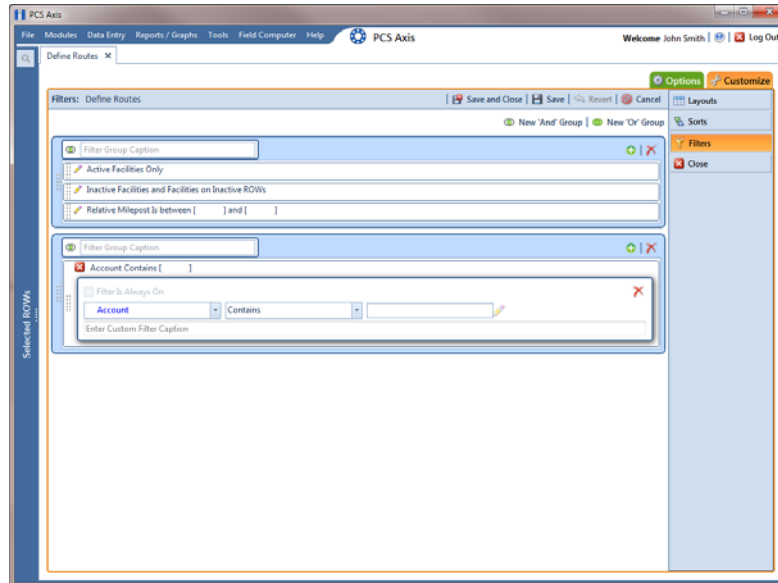 PCS Axis
File Modules Data Entry Reports / Graphs Tools Field Computer Help PCS Axis Welcome John Smith | | Log Out
Define Routes
Options Customize
Filters: Define Routes | Save and Close | Save | Revert | Cancel
Layouts
New 'And' Group | New 'Or' Group
Sorts
Filter Group Caption
Filters
Active Facilities Only
Close
Inactive Facilities and Facilities on Inactive ROWs
Relative Milepost Is between [ ] and [ ]
Filter Group Caption
Account Contains [ ]
Filter Is Always On
Account Contains
Enter Custom Filter Caption
Selected ROWs